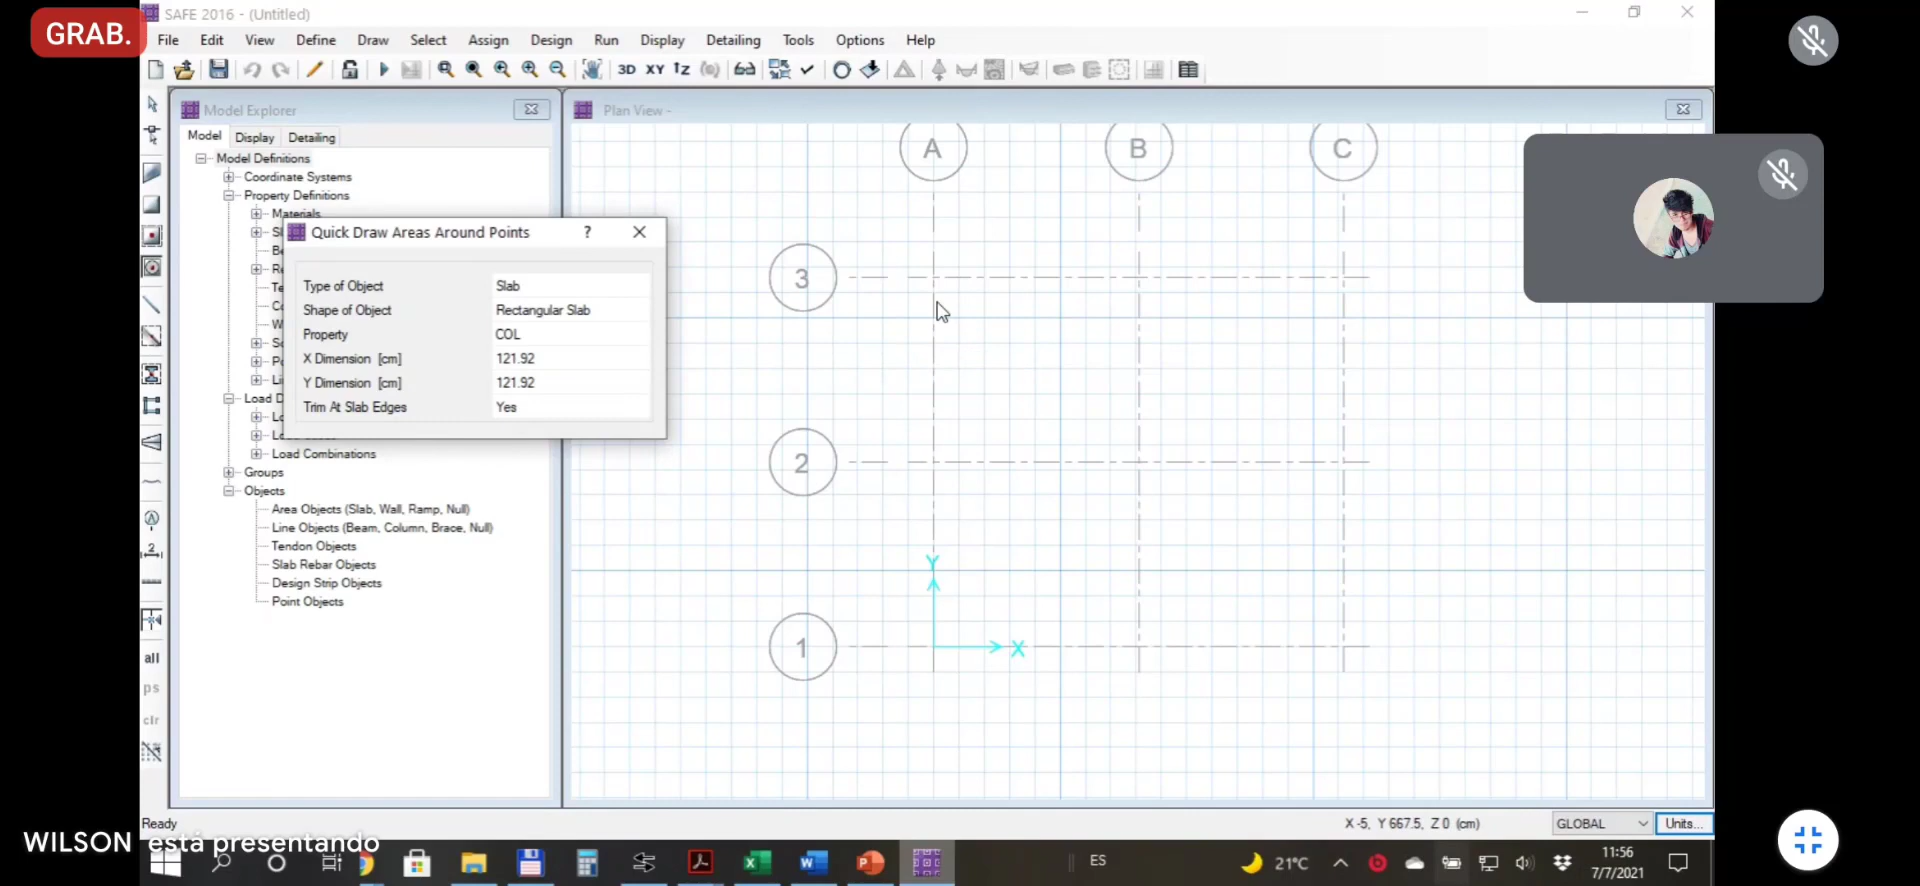 GRAB.
SAFE 2016 - (Untitled)
File Edit View Define Draw Select Assign Design Run Display Detailing Tools Options Help
3D XY
Model Explorer
Plan View -
Model Display Detailing
Model Definitions
Coordinate Systems
Property Definitions
Materials
Quick Draw Areas Around Points ?
Type of Object Slab
Shape of Object Rectangular Slab
Property COL
X Dimension [cm] 121.92
Y Dimension [cm] 121.92
Trim At Slab Edges Yes
Load Combinations
Groups
Objects
Area Objects (Slab, Wall, Ramp, Null)
Line Objects (Beam, Column, Brace, Null)
Tendon Objects
Slab Rebar Objects
Design Strip Objects
Point Objects
all
ps
clr
A B C
3
2
Y
1 X
Ready
X -5, Y 667.5, Z 0 (cm)
GLOBAL
Units...
WILSON está presentando
ES
21°C
11:56
7/7/2021